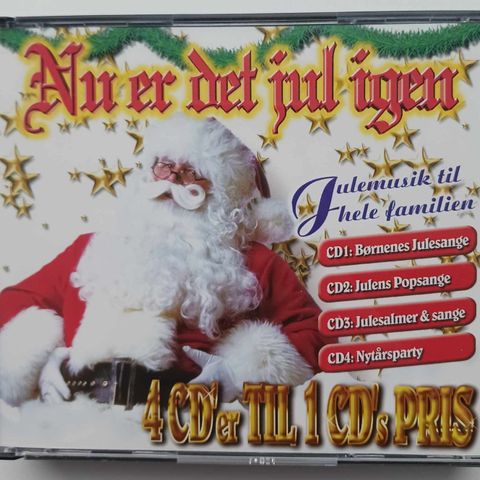 Nu er det jul igen
Julemusik til
hele familien
CD1: Børnenes Julesange
CD2: Julens Popsange
CD3: Julesalmer & sange
CD4: Nytårsparty
4 CD'er TIL 1 CD's PRIS